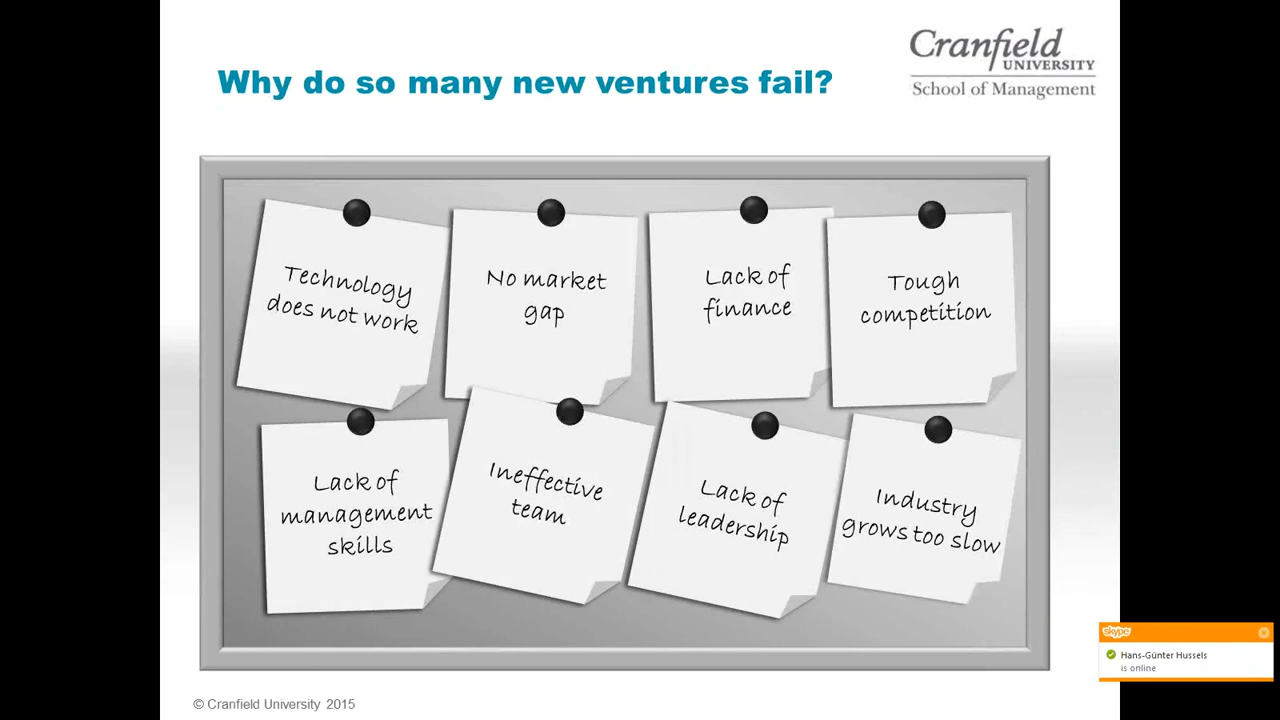 Why do so many new ventures fail?
Cranfield
UNIVERSITY
School of Management
Technology
does not work
No market
gap
Lack of
finance
Tough
competition
Lack of
management
skills
Ineffective
team
Lack of
leadership
Industry
grows too slow
skype
Hans-Günter Hussels
is online
© Cranfield University 2015